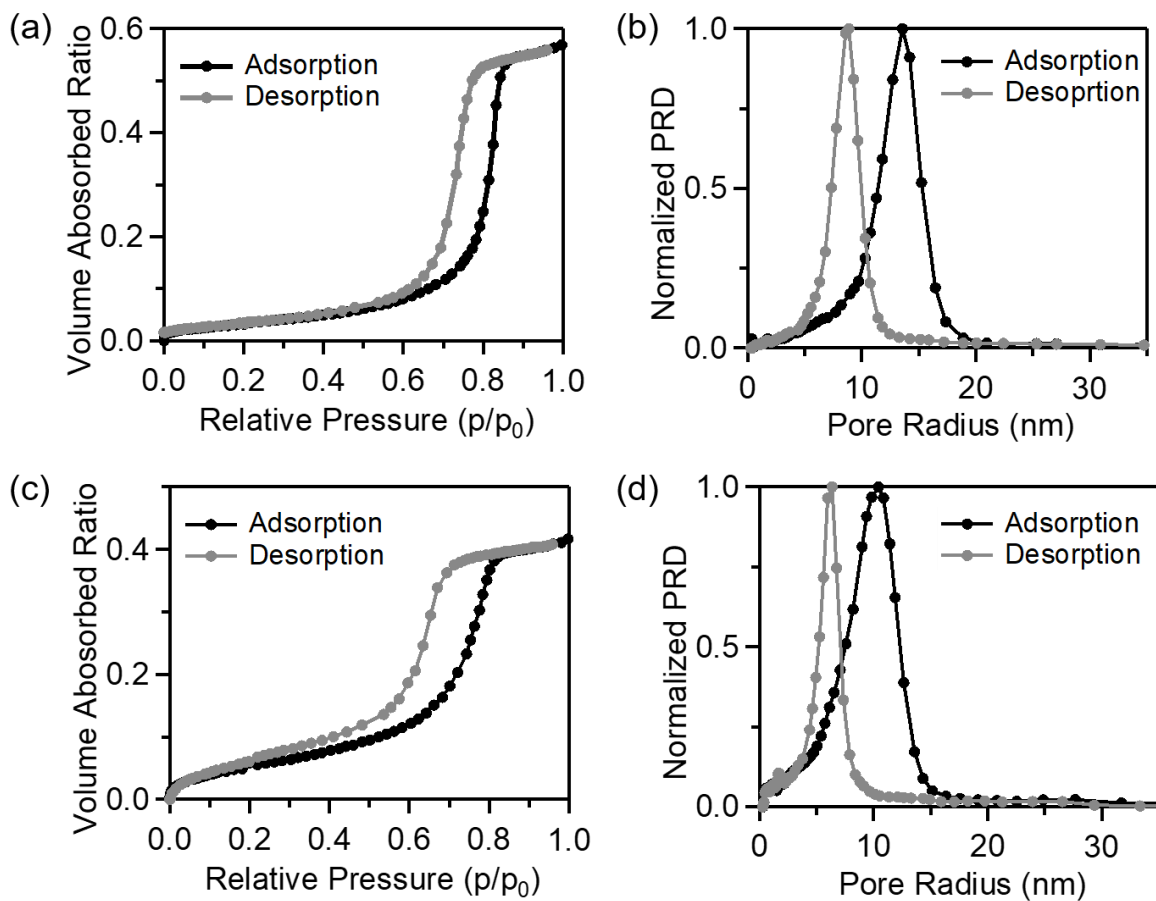 (a)
Volume Abosorbed Ratio
0.6
0.4
0.2
0.0
Adsorption
Desorption
0.0 0.2 0.4 0.6 0.8 1.0
Relative Pressure (p/p0)
(b)
Normalized PRD
1.0
0.5
0.0
Adsorption
Desoprtion
0 10 20 30
Pore Radius (nm)
(c)
Volume Abosorbed Ratio
0.4
0.2
0.0
Adsorption
Desorption
0.0 0.2 0.4 0.6 0.8 1.0
Relative Pressure (p/p0)
(d)
Normalized PRD
1.0
0.5
0.0
Adsorption
Desorption
0 10 20 30
Pore Radius (nm)